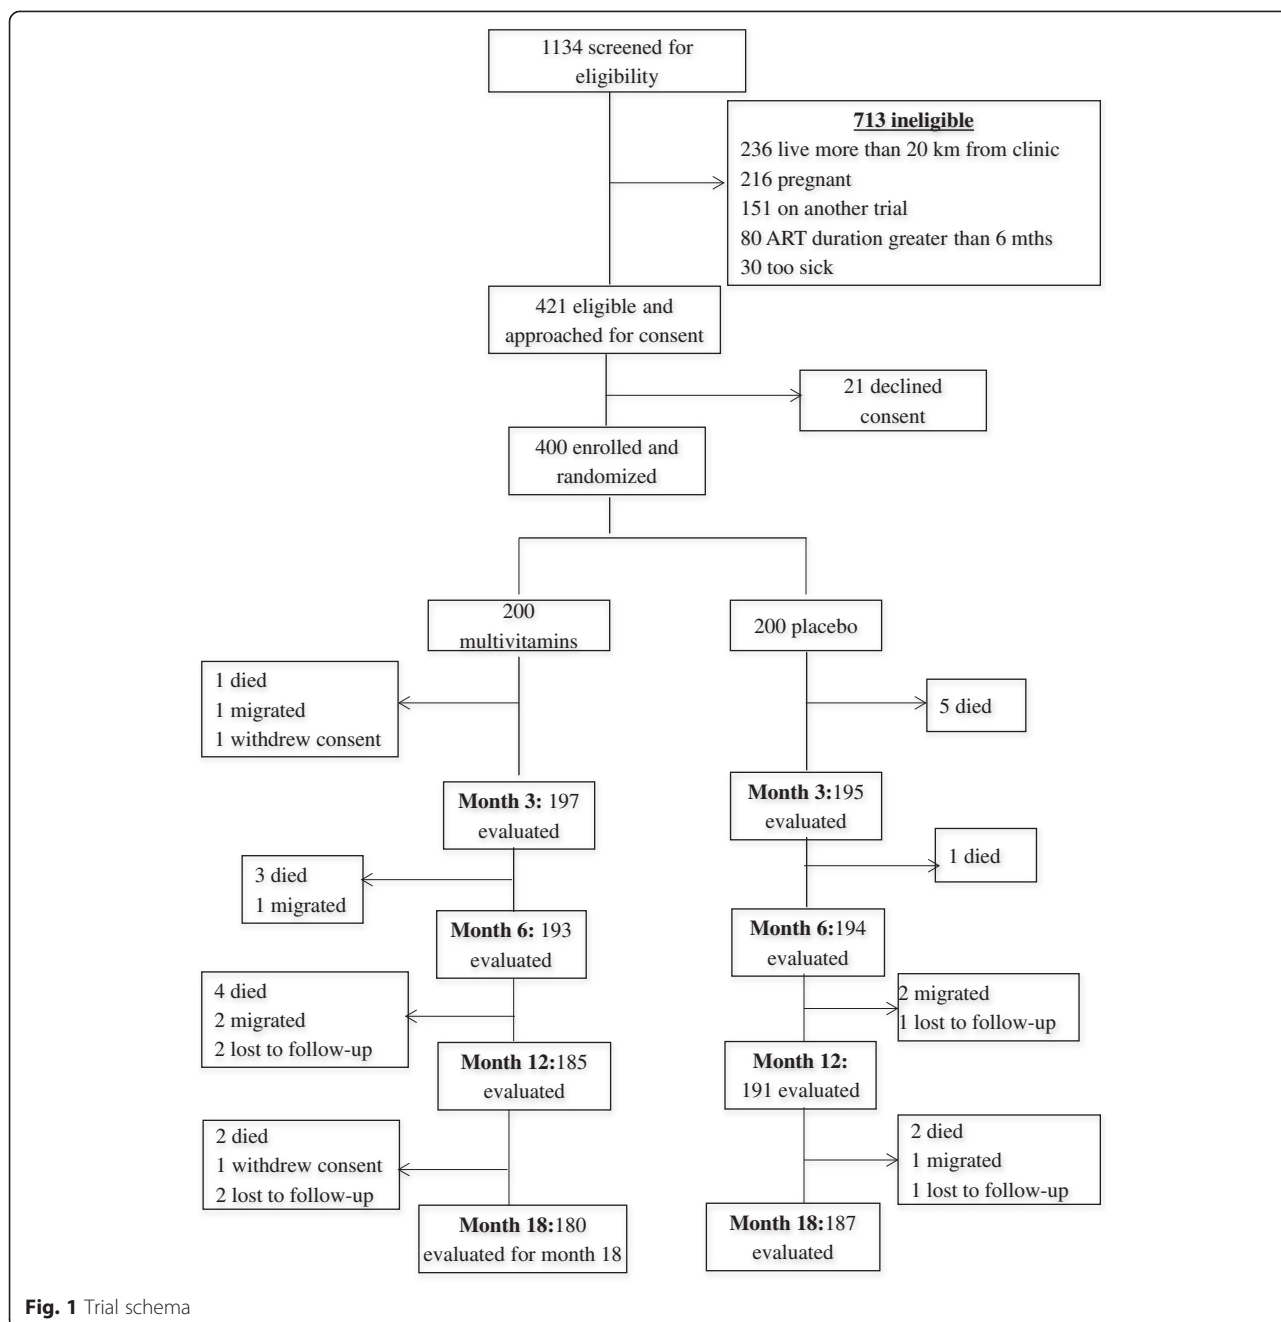 1134 screened for
eligibility
713 ineligible
236 live more than 20 km from clinic
216 pregnant
151 on another trial
80 ART duration greater than 6 mths
30 too sick
421 eligible and
approached for consent
21 declined
consent
400 enrolled and
randomized
200
multivitamins
200 placebo
1 died
1 migrated
1 withdrew consent
5 died
Month 3: 197
evaluated
Month 3:195
evaluated
3 died
1 migrated
1 died
Month 6: 193
evaluated
Month 6:194
evaluated
4 died
2 migrated
2 lost to follow-up
2 migrated
1 lost to follow-up
Month 12:185
evaluated
Month 12:
191 evaluated
2 died
1 withdrew consent
2 lost to follow-up
2 died
1 migrated
1 lost to follow-up
Month 18:180
evaluated for month 18
Month 18:187
evaluated
Fig. 1 Trial schema